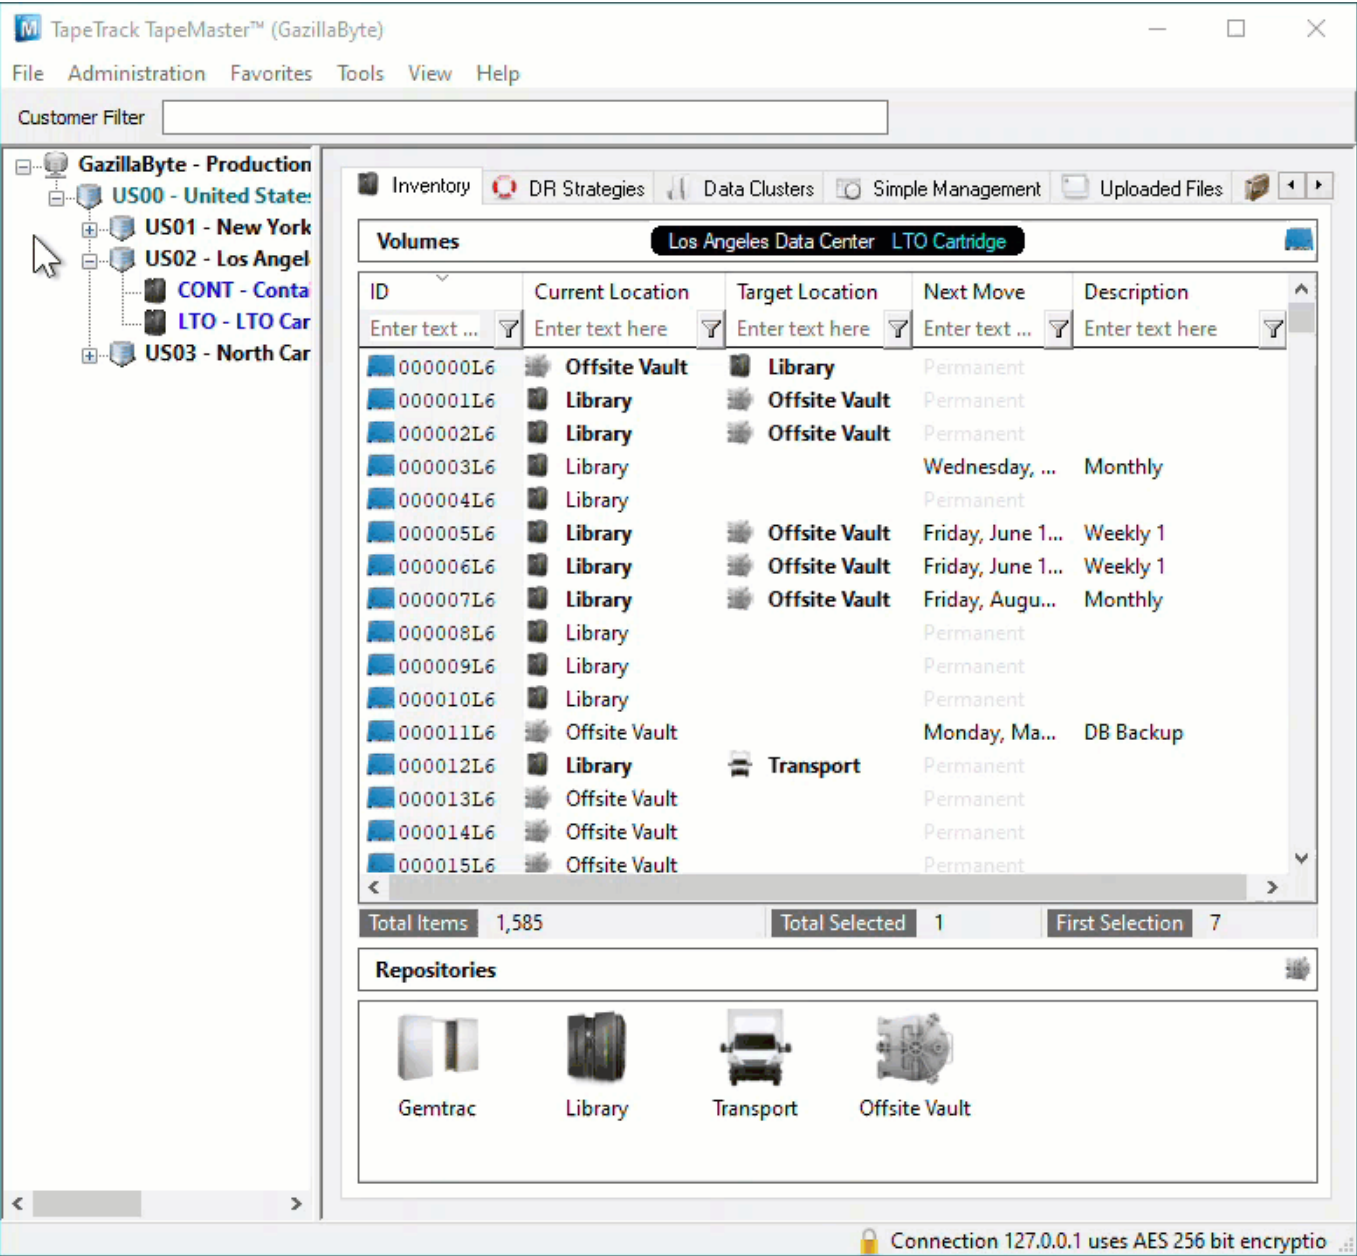 TapeTrack TapeMaster™ (GazillaByte)
File Administration Favorites Tools View Help
Customer Filter
GazillaByte - Production
US00 - United States
US01 - New York
US02 - Los Angel
CONT - Conta
LTO - LTO Car
US03 - North Car
Inventory DR Strategies Data Clusters Simple Management Uploaded Files
Volumes Los Angeles Data Center LTO Cartridge
ID Current Location Target Location Next Move Description
Enter text ... Enter text here Enter text here Enter text ... Enter text here
000000L6 Offsite Vault Library Permanent
000001L6 Library Offsite Vault Permanent
000002L6 Library Offsite Vault Permanent
000003L6 Library Wednesday, ... Monthly
000004L6 Library Permanent
000005L6 Library Offsite Vault Friday, June 1... Weekly 1
000006L6 Library Offsite Vault Friday, June 1... Weekly 1
000007L6 Library Offsite Vault Friday, Augu... Monthly
000008L6 Library Permanent
000009L6 Library Permanent
000010L6 Library Permanent
000011L6 Offsite Vault Monday, Ma... DB Backup
000012L6 Library Transport Permanent
000013L6 Offsite Vault Permanent
000014L6 Offsite Vault Permanent
000015L6 Offsite Vault Permanent
Total Items 1,585 Total Selected 1 First Selection 7
Repositories
Gemtrac Library Transport Offsite Vault
Connection 127.0.0.1 uses AES 256 bit encryptio